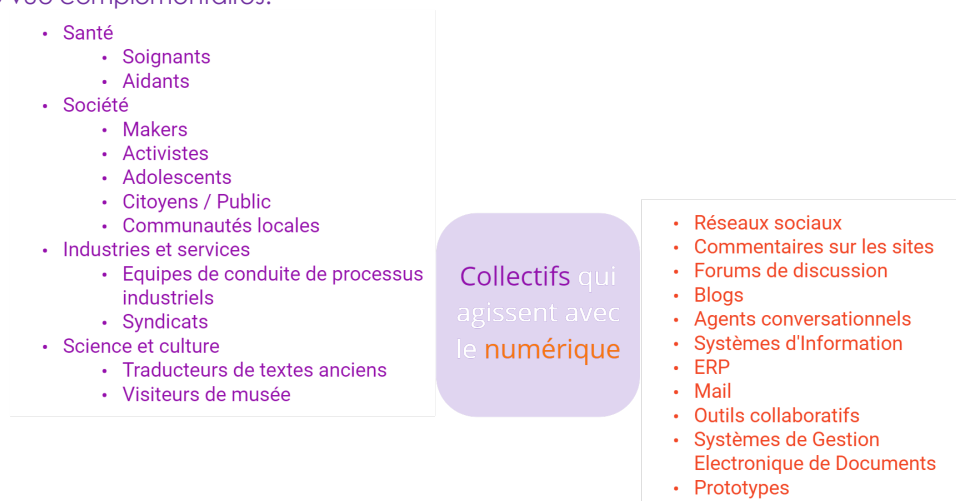 vue complémentaires:
• Santé
• Soignants
• Aidants
• Société
• Makers
• Activistes
• Adolescents
• Citoyens / Public
• Communautés locales
• Industries et services
• Equipes de conduite de processus
industriels
• Syndicats
• Science et culture
• Traducteurs de textes anciens
• Visiteurs de musée
Collectifs qui
agissent avec
le numérique
• Réseaux sociaux
• Commentaires sur les sites
• Forums de discussion
• Blogs
• Agents conversationnels
• Systèmes d'Information
• ERP
• Mail
• Outils collaboratifs
• Systèmes de Gestion
Electronique de Documents
• Prototypes